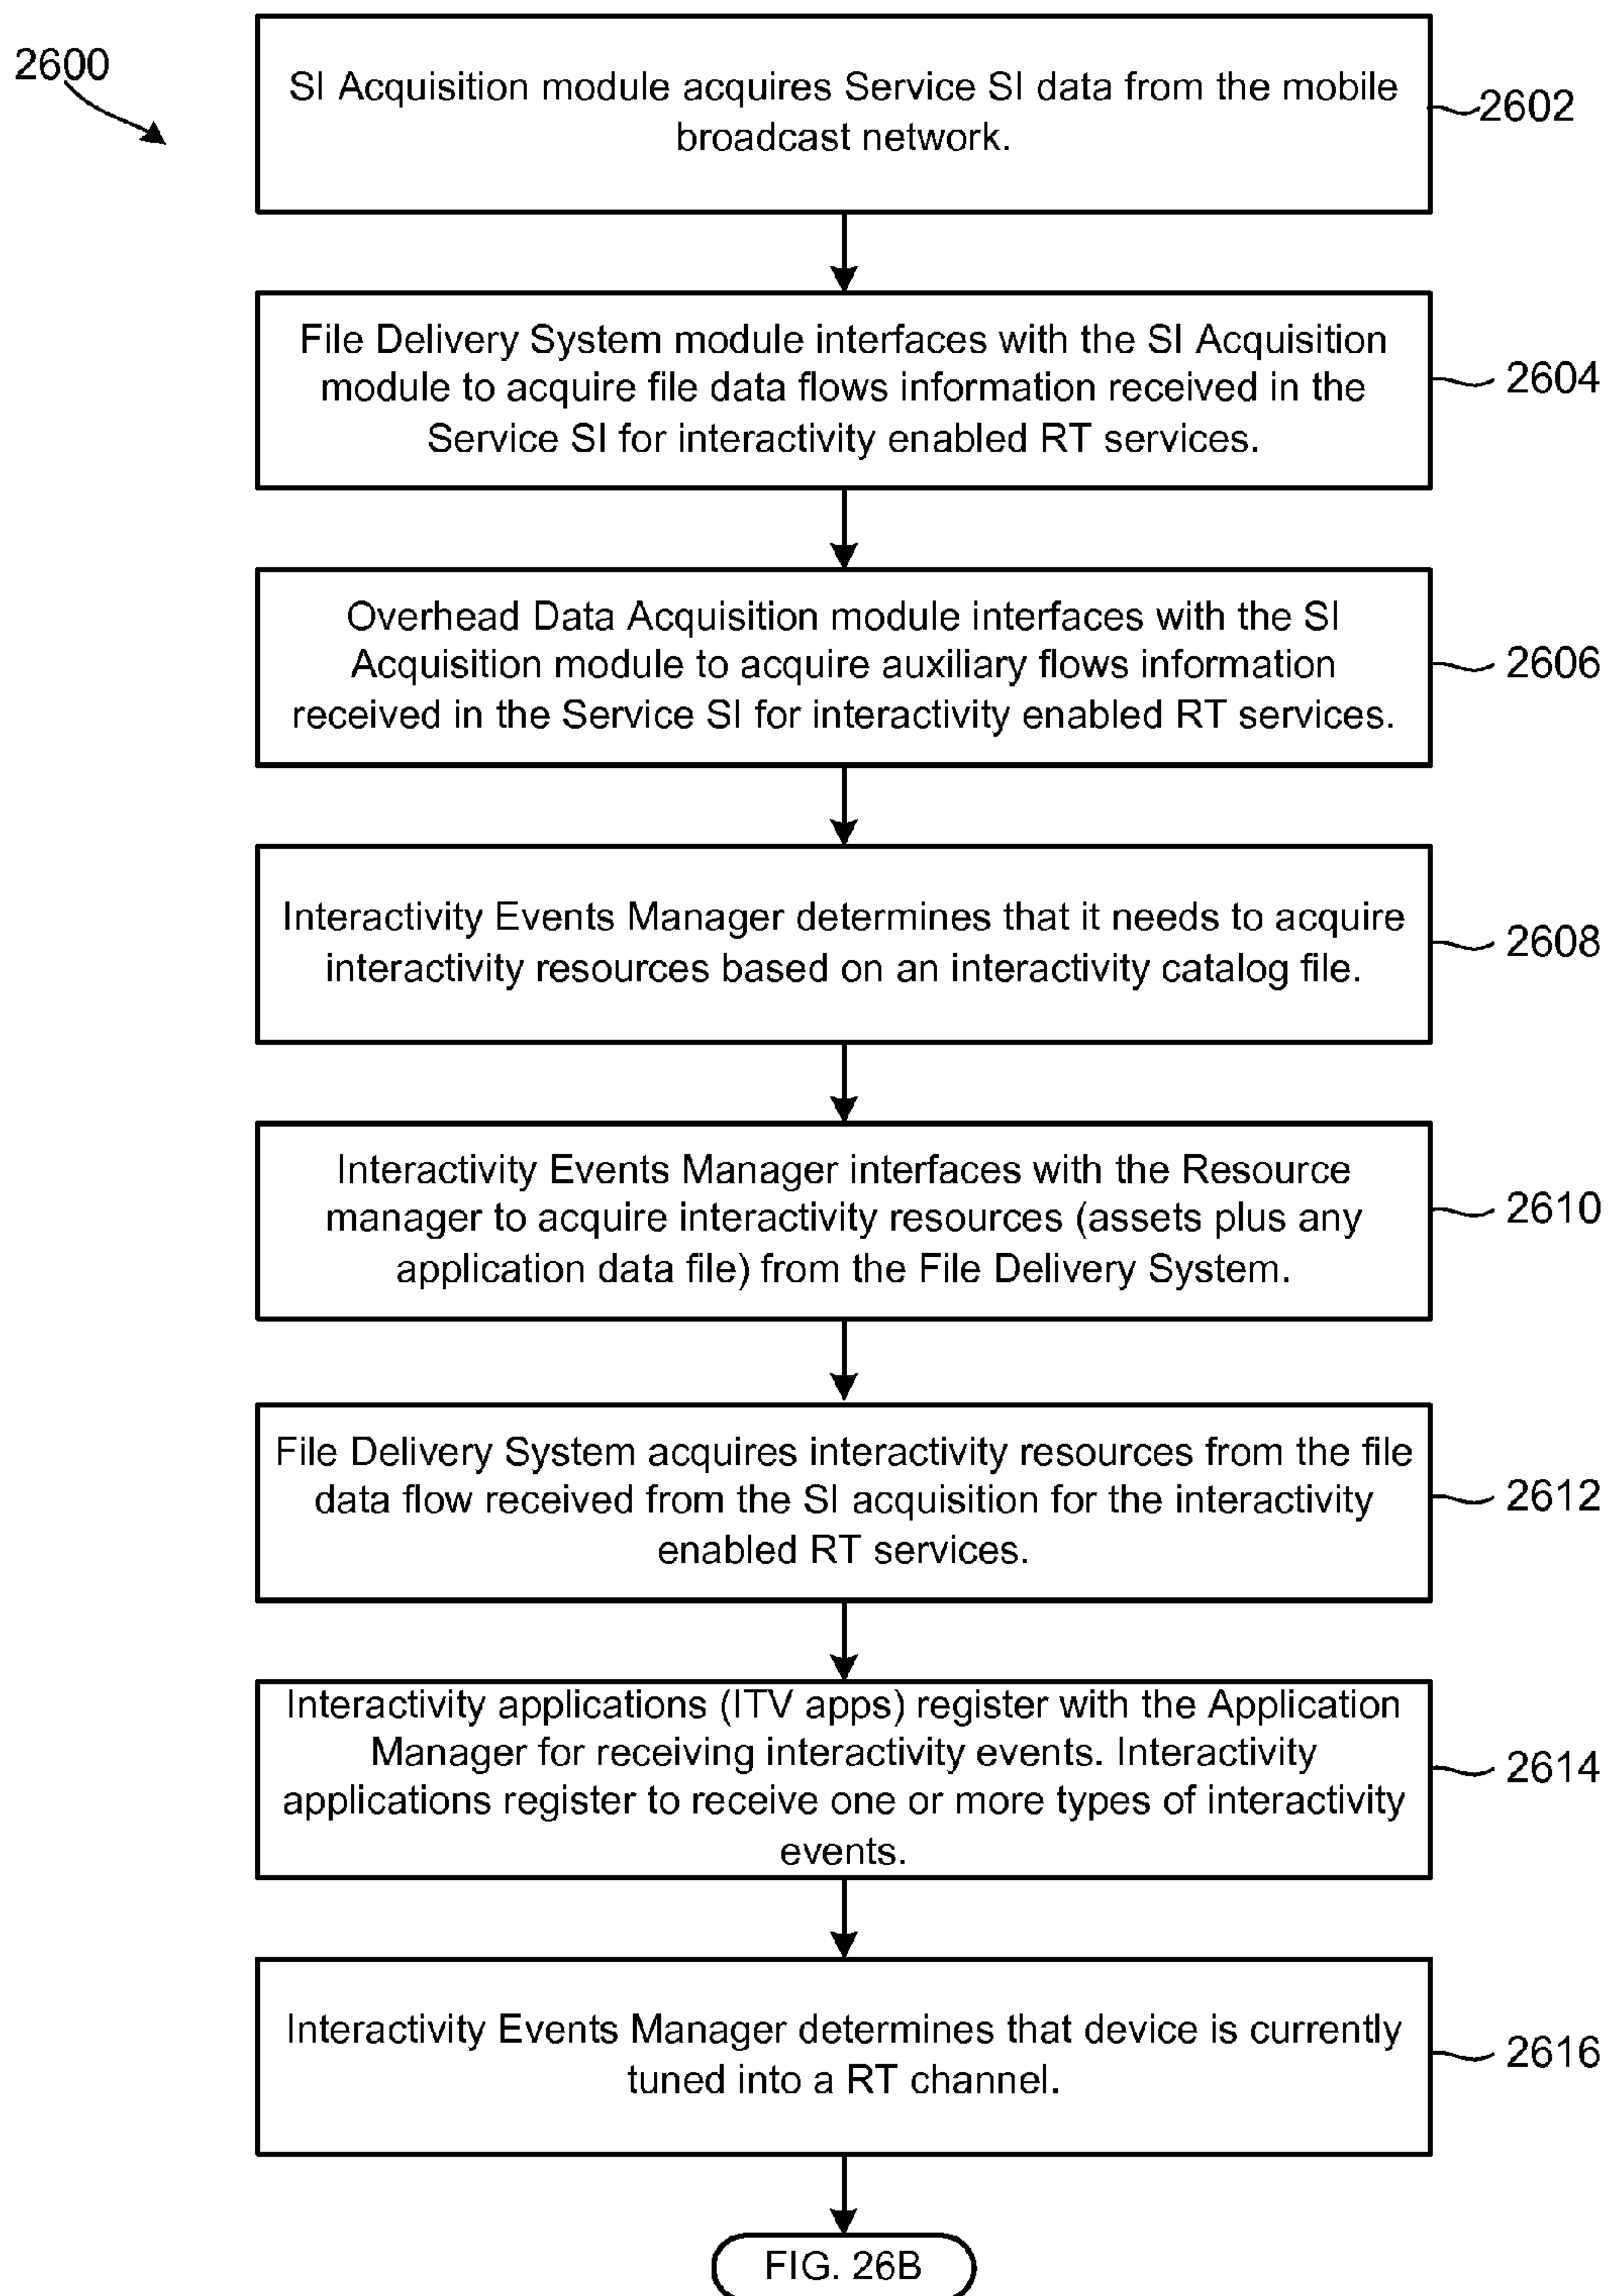 2600
SI Acquisition module acquires Service SI data from the mobile
broadcast network.
2602
File Delivery System module interfaces with the SI Acquisition
module to acquire file data flows information received in the
Service SI for interactivity enabled RT services.
2604
Overhead Data Acquisition module interfaces with the SI
Acquisition module to acquire auxiliary flows information
received in the Service SI for interactivity enabled RT services.
2606
Interactivity Events Manager determines that it needs to acquire
interactivity resources based on an interactivity catalog file.
2608
Interactivity Events Manager interfaces with the Resource
manager to acquire interactivity resources (assets plus any
application data file) from the File Delivery System.
2610
File Delivery System acquires interactivity resources from the file
data flow received from the SI acquisition for the interactivity
enabled RT services.
2612
Interactivity applications (ITV apps) register with the Application
Manager for receiving interactivity events. Interactivity
applications register to receive one or more types of interactivity
events.
2614
Interactivity Events Manager determines that device is currently
tuned into a RT channel.
2616
FIG. 26B